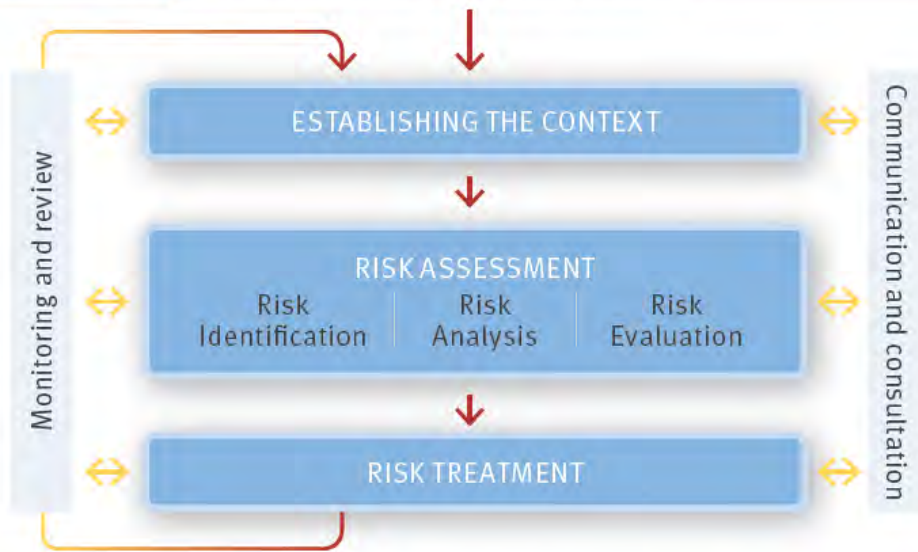 Monitoring and review
ESTABLISHING THE CONTEXT
RISK ASSESSMENT
Risk
Identification
Risk
Analysis
Risk
Evaluation
RISK TREATMENT
Communication and consultation